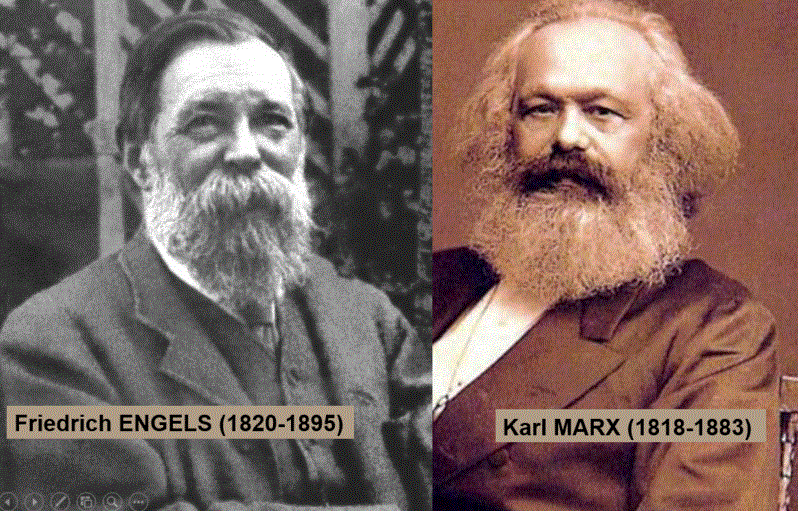 Friedrich ENGELS (1820-1895)
Karl MARX (1818-1883)